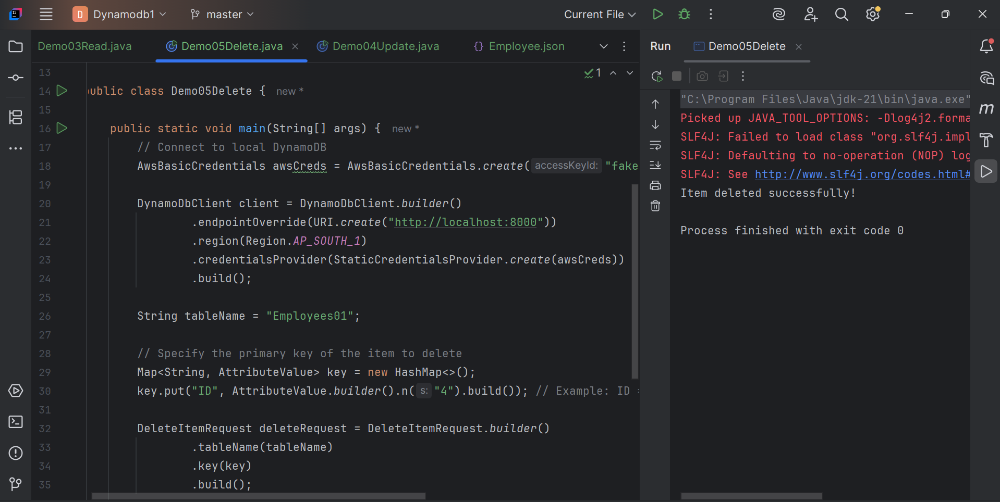 D Dynamodb1 master Current File
Demo03Read.java Demo05Delete.java Demo04Update.java {} Employee.json
Run Demo05Delete
13
14 public class Demo05Delete { new *
15
16 public static void main(String[] args) { new *
17 // Connect to local DynamoDB
18 AwsBasicCredentials awsCreds = AwsBasicCredentials.create( accessKeyId: "fake
19
20 DynamoDbClient client = DynamoDbClient.builder()
21 .endpointOverride(URI.create("http://localhost:8000"))
22 .region(Region.AP_SOUTH_1)
23 .credentialsProvider(StaticCredentialsProvider.create(awsCreds))
24 .build();
25
26 String tableName = "Employees01";
27
28 // Specify the primary key of the item to delete
29 Map<String, AttributeValue> key = new HashMap<>();
30 key.put("ID", AttributeValue.builder().n( s: "4").build()); // Example: ID
31
32 DeleteItemRequest deleteRequest = DeleteItemRequest.builder()
33 .tableName(tableName)
34 .key(key)
35 .build();
1
"C:\Program Files\Java\jdk-21\bin\java.exe"
Picked up JAVA_TOOL_OPTIONS: -Dlog4j2.forma
SLF4J: Failed to load class "org.slf4j.impl
SLF4J: Defaulting to no-operation (NOP) log
SLF4J: See http://www.slf4j.org/codes.html#
Item deleted successfully!
Process finished with exit code 0
m